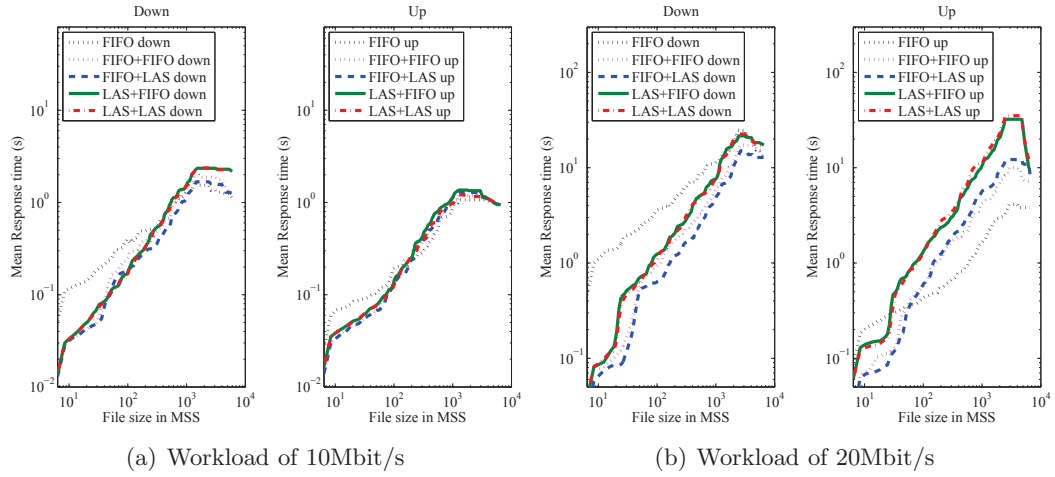 Down
Up
Down
Up
FIFO down
FIFO+FIFO down
FIFO+LAS down
LAS+FIFO down
LAS+LAS down
10^1
10^0
10^−1
10^−2
Mean Response time (s)
10^1 10^2 10^3 10^4
File size in MSS
FIFO up
FIFO+FIFO up
FIFO+LAS up
LAS+FIFO up
LAS+LAS up
10^1
10^0
10^−1
10^−2
Mean Response time (s)
10^1 10^2 10^3 10^4
File size in MSS
FIFO down
FIFO+FIFO down
FIFO+LAS down
LAS+FIFO down
LAS+LAS down
10^2
10^1
10^0
10^−1
Mean Response time (s)
10^1 10^2 10^3 10^4
File size in MSS
FIFO up
FIFO+FIFO up
FIFO+LAS up
LAS+FIFO up
LAS+LAS up
10^2
10^1
10^0
10^−1
Mean Response time (s)
10^1 10^2 10^3 10^4
File size in MSS
(a) Workload of 10Mbit/s
(b) Workload of 20Mbit/s